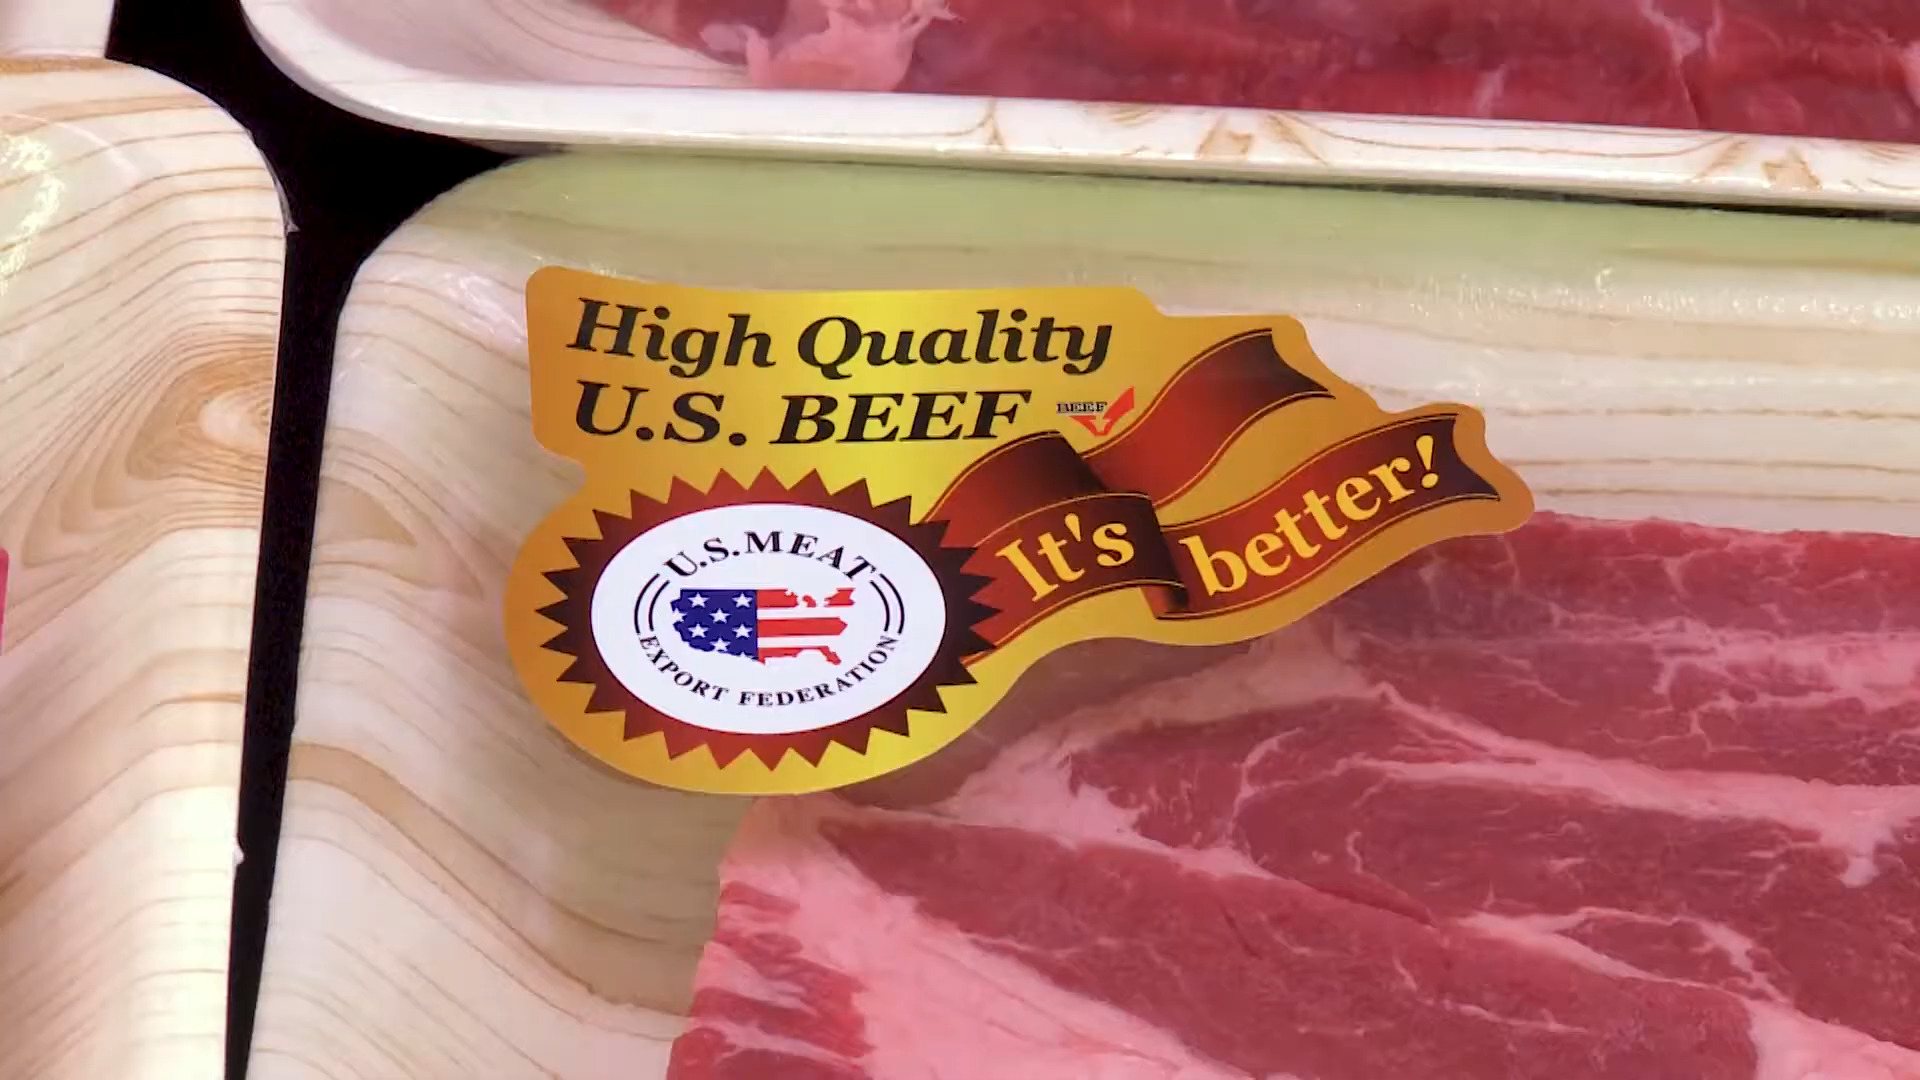 High Quality
U.S. BEEF
BEEF
It's better!
U.S. MEAT
EXPORT FEDERATION